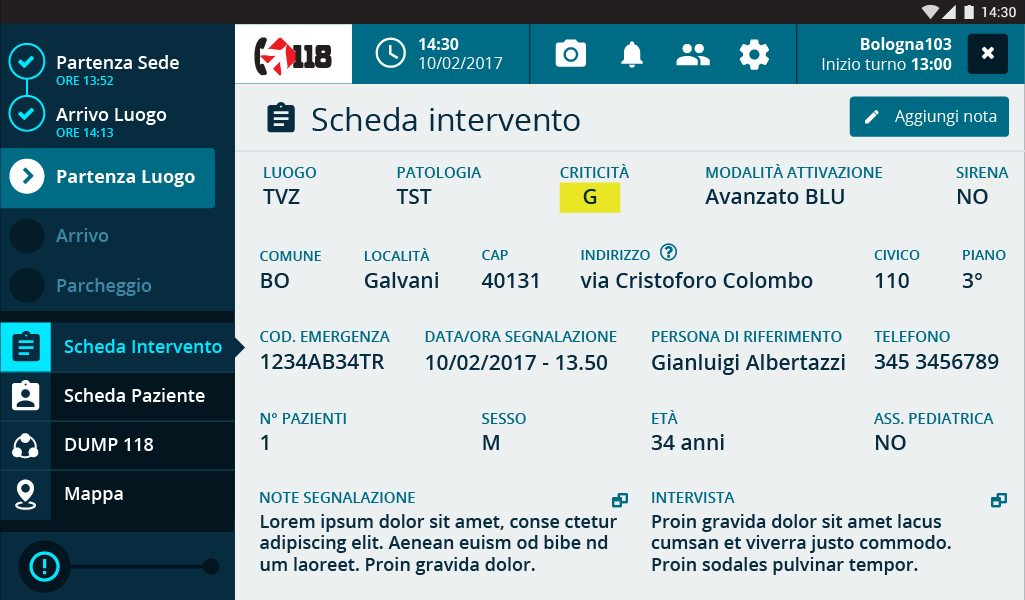 14:30
Partenza Sede
ORE 13:52
Arrivo Luogo
ORE 14:13
Partenza Luogo
Arrivo
Parcheggio
Scheda Intervento
Scheda Paziente
DUMP 118
Mappa
118
14:30
10/02/2017
Bologna103
Inizio turno 13:00
Scheda intervento
Aggiungi nota
LUOGO PATOLOGIA CRITICITÀ MODALITÀ ATTIVAZIONE SIRENA
TVZ TST G Avanzato BLU NO
COMUNE LOCALITÀ CAP INDIRIZZO ? CIVICO PIANO
BO Galvani 40131 via Cristoforo Colombo 110 3°
COD. EMERGENZA DATA/ORA SEGNALAZIONE PERSONA DI RIFERIMENTO TELEFONO
1234AB34TR 10/02/2017 - 13.50 Gianluigi Albertazzi 345 3456789
N° PAZIENTI SESSO ETÀ ASS. PEDIATRICA
1 M 34 anni NO
NOTE SEGNALAZIONE
Lorem ipsum dolor sit amet, conse ctetur
adipiscing elit. Aenean euism od bibe nd
um laoreet. Proin gravida dolor.
INTERVISTA
Proin gravida dolor sit amet lacus
cumsan et viverra justo commodo.
Proin sodales pulvinar tempor.